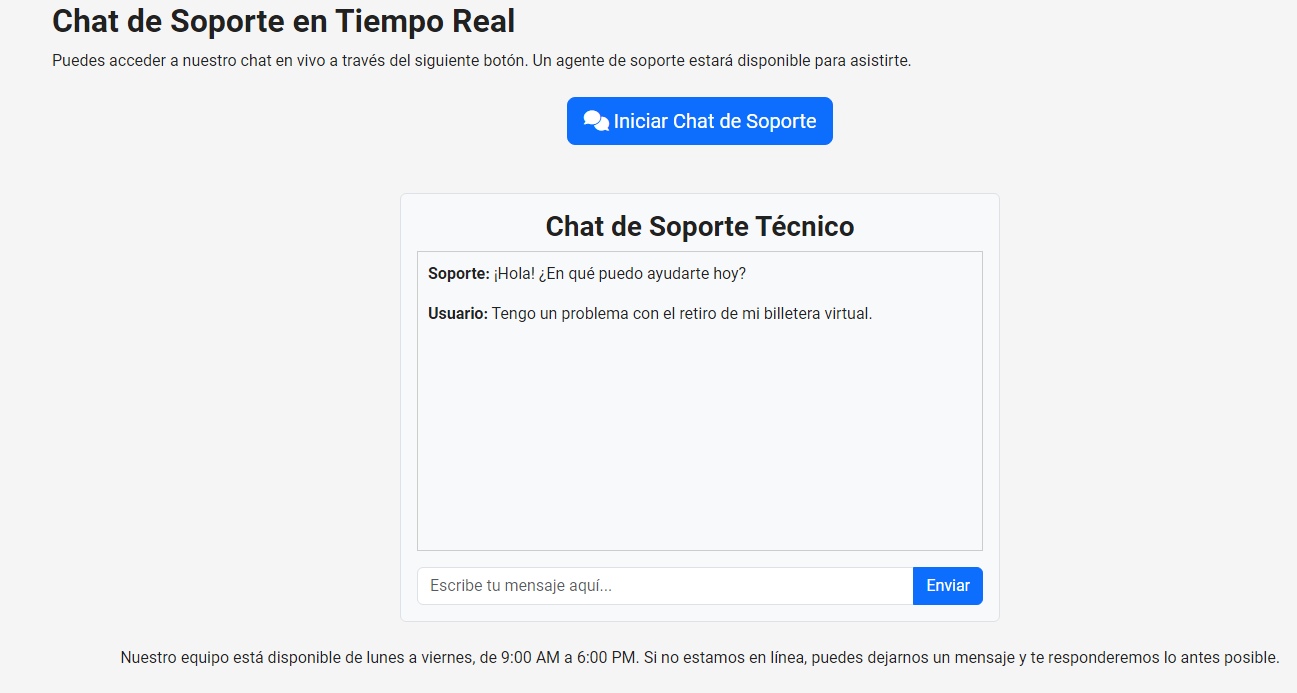 Chat de Soporte en Tiempo Real
Puedes acceder a nuestro chat en vivo a través del siguiente botón. Un agente de soporte estará disponible para asistirte.
Iniciar Chat de Soporte
Chat de Soporte Técnico
Soporte: ¡Hola! ¿En qué puedo ayudarte hoy?
Usuario: Tengo un problema con el retiro de mi billetera virtual.
Escribe tu mensaje aquí...
Enviar
Nuestro equipo está disponible de lunes a viernes, de 9:00 AM a 6:00 PM. Si no estamos en línea, puedes dejarnos un mensaje y te responderemos lo antes posible.